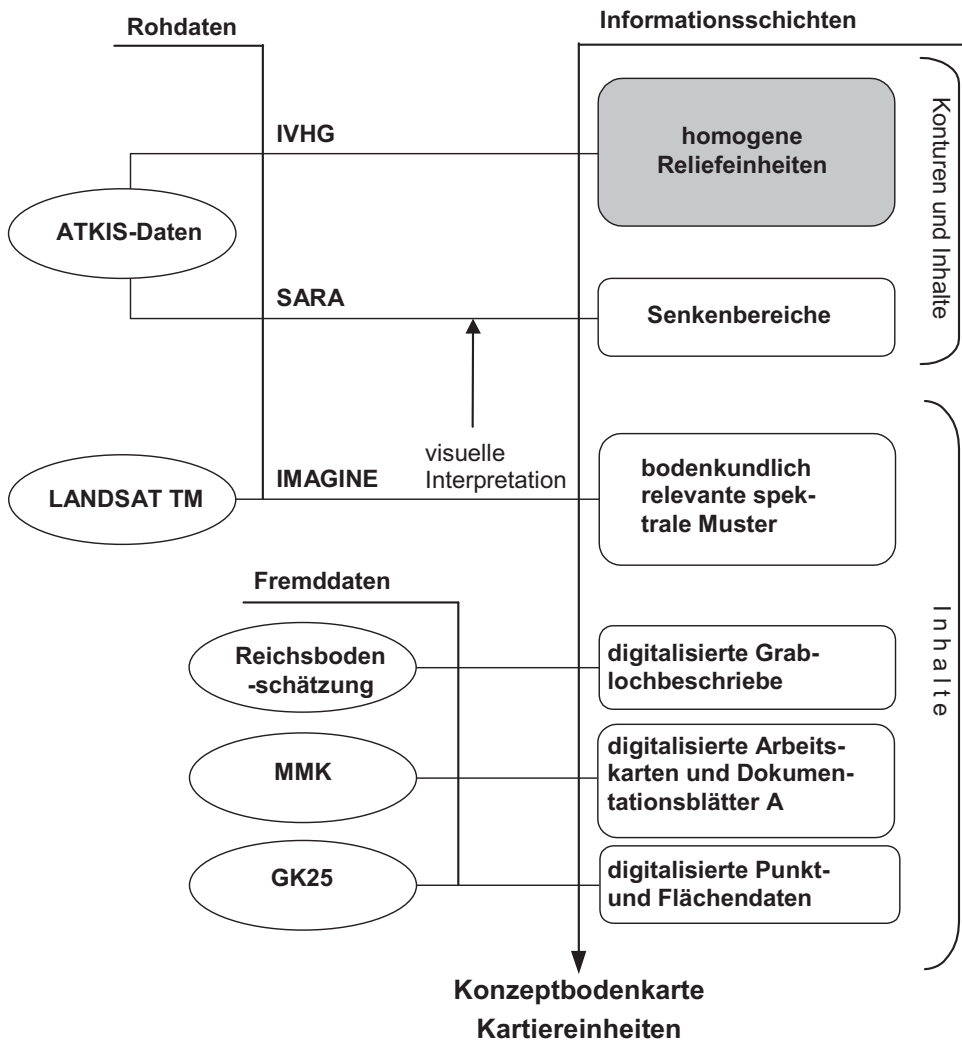 Rohdaten
Informationsschichten
IVHG
homogene
Reliefeinheiten
Konturen und Inhalte
ATKIS-Daten
SARA
Senkenbereiche
visuelle
Interpretation
LANDSAT TM
IMAGINE
bodenkundlich
relevante spek-
trale Muster
Fremddaten
Inhalte
Reichsboden
-schätzung
digitalisierte Grab-
lochbeschriebe
MMK
digitalisierte Arbeits-
karten und Dokumen-
tationsblätter A
GK25
digitalisierte Punkt-
und Flächendaten
Konzeptbodenkarte
Kartiereinheiten